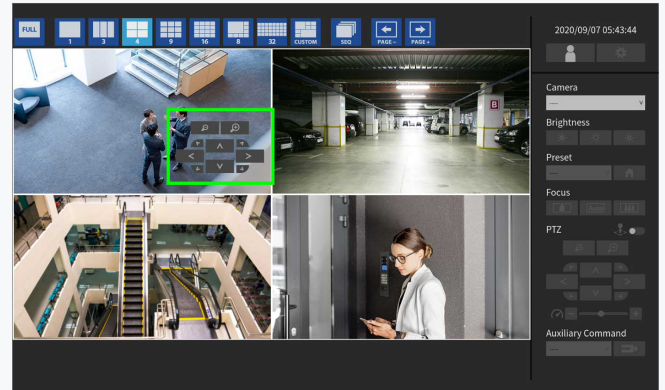 FULL
1
3
4
9
16
8
32
CUSTOM
SEQ
PAGE−
PAGE+
2020/09/07 05:43:44
Camera
----
Brightness
Preset
----
Focus
PTZ
Auxiliary Command
----
B